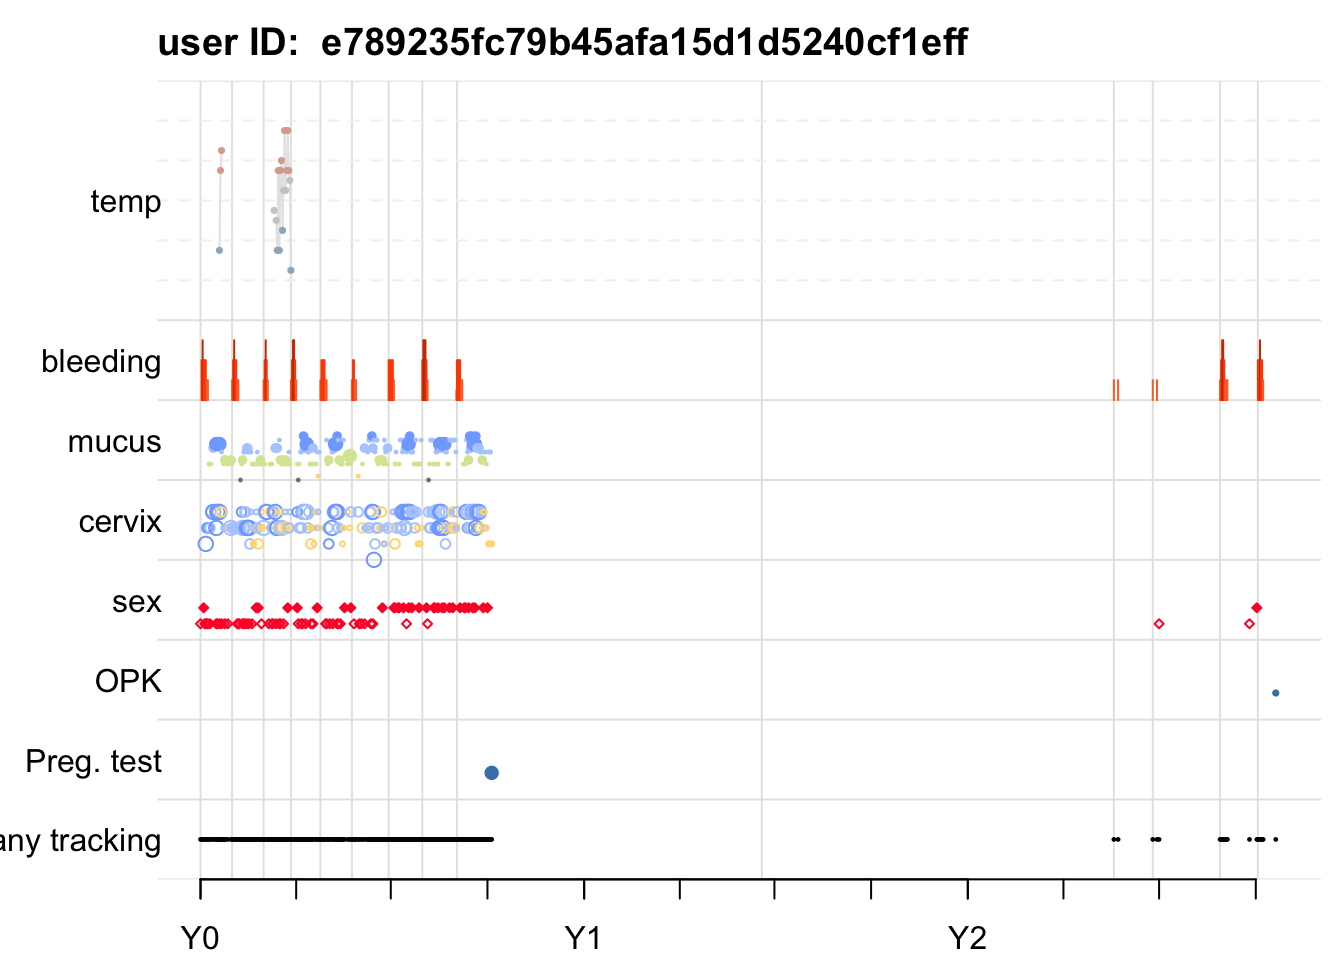 user ID:  e789235fc79b45afa15d1d5240cf1eff
temp
bleeding
mucus
cervix
sex
OPK
Preg. test
any tracking
Y0 Y1 Y2